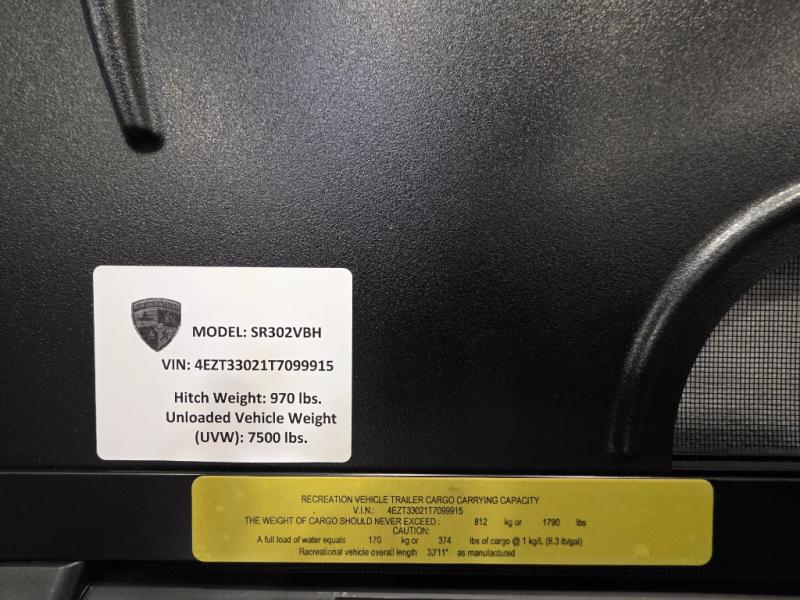 MODEL: SR302VBH
VIN: 4EZT33021T7099915
Hitch Weight: 970 lbs.
Unloaded Vehicle Weight
(UVW): 7500 lbs.
RECREATION VEHICLE TRAILER CARGO CARRYING CAPACITY
V.I.N.: 4EZT33021T7099915
THE WEIGHT OF CARGO SHOULD NEVER EXCEED : 812 kg or 1790 lbs
CAUTION:
A full load of water equals 170 kg or 374 lbs of cargo @ 1 kg/L (8.3 lb/gal)
Recreational vehicle overall length 33'11" as manufactured